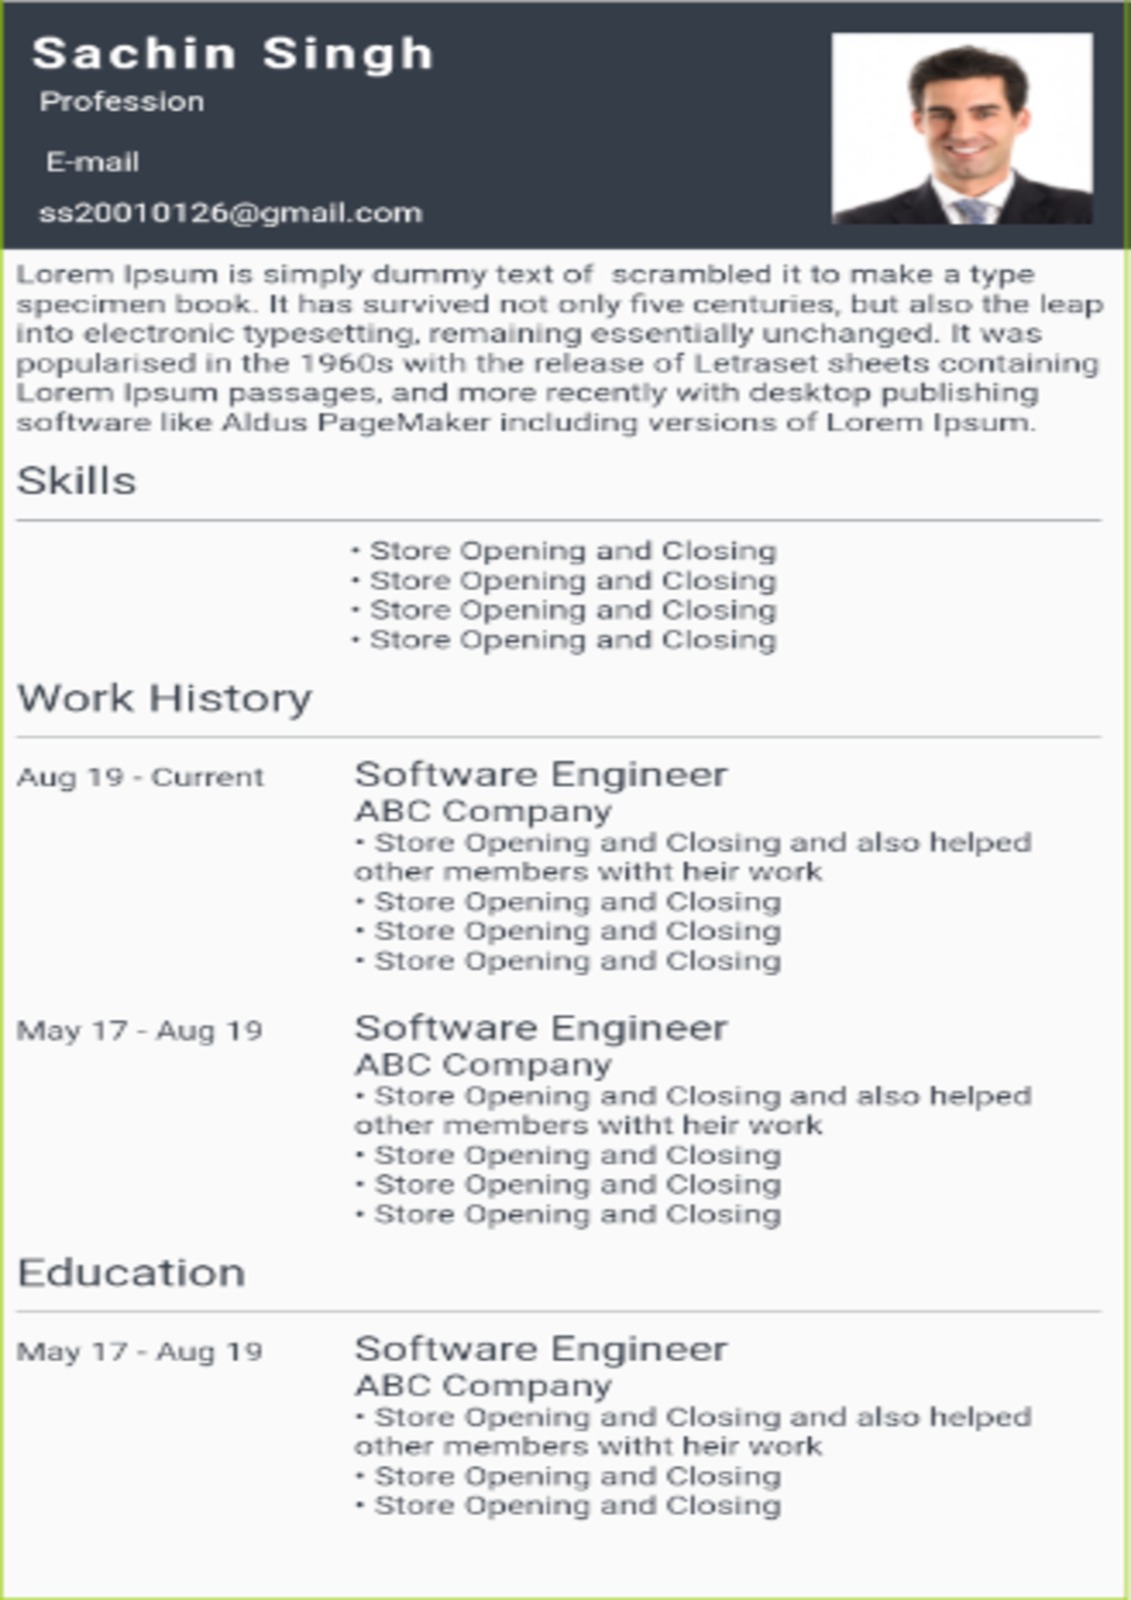 Sachin Singh
Profession
E-mail
ss20010126@gmail.com
Lorem Ipsum is simply dummy text of  scrambled it to make a type
specimen book. It has survived not only five centuries, but also the leap
into electronic typesetting, remaining essentially unchanged. It was
popularised in the 1960s with the release of Letraset sheets containing
Lorem Ipsum passages, and more recently with desktop publishing
software like Aldus PageMaker including versions of Lorem Ipsum.
Skills
• Store Opening and Closing
• Store Opening and Closing
• Store Opening and Closing
• Store Opening and Closing
Work History
Aug 19 - Current
Software Engineer
ABC Company
• Store Opening and Closing and also helped
other members witht heir work
• Store Opening and Closing
• Store Opening and Closing
• Store Opening and Closing
May 17 - Aug 19
Software Engineer
ABC Company
• Store Opening and Closing and also helped
other members witht heir work
• Store Opening and Closing
• Store Opening and Closing
• Store Opening and Closing
Education
May 17 - Aug 19
Software Engineer
ABC Company
• Store Opening and Closing and also helped
other members witht heir work
• Store Opening and Closing
• Store Opening and Closing